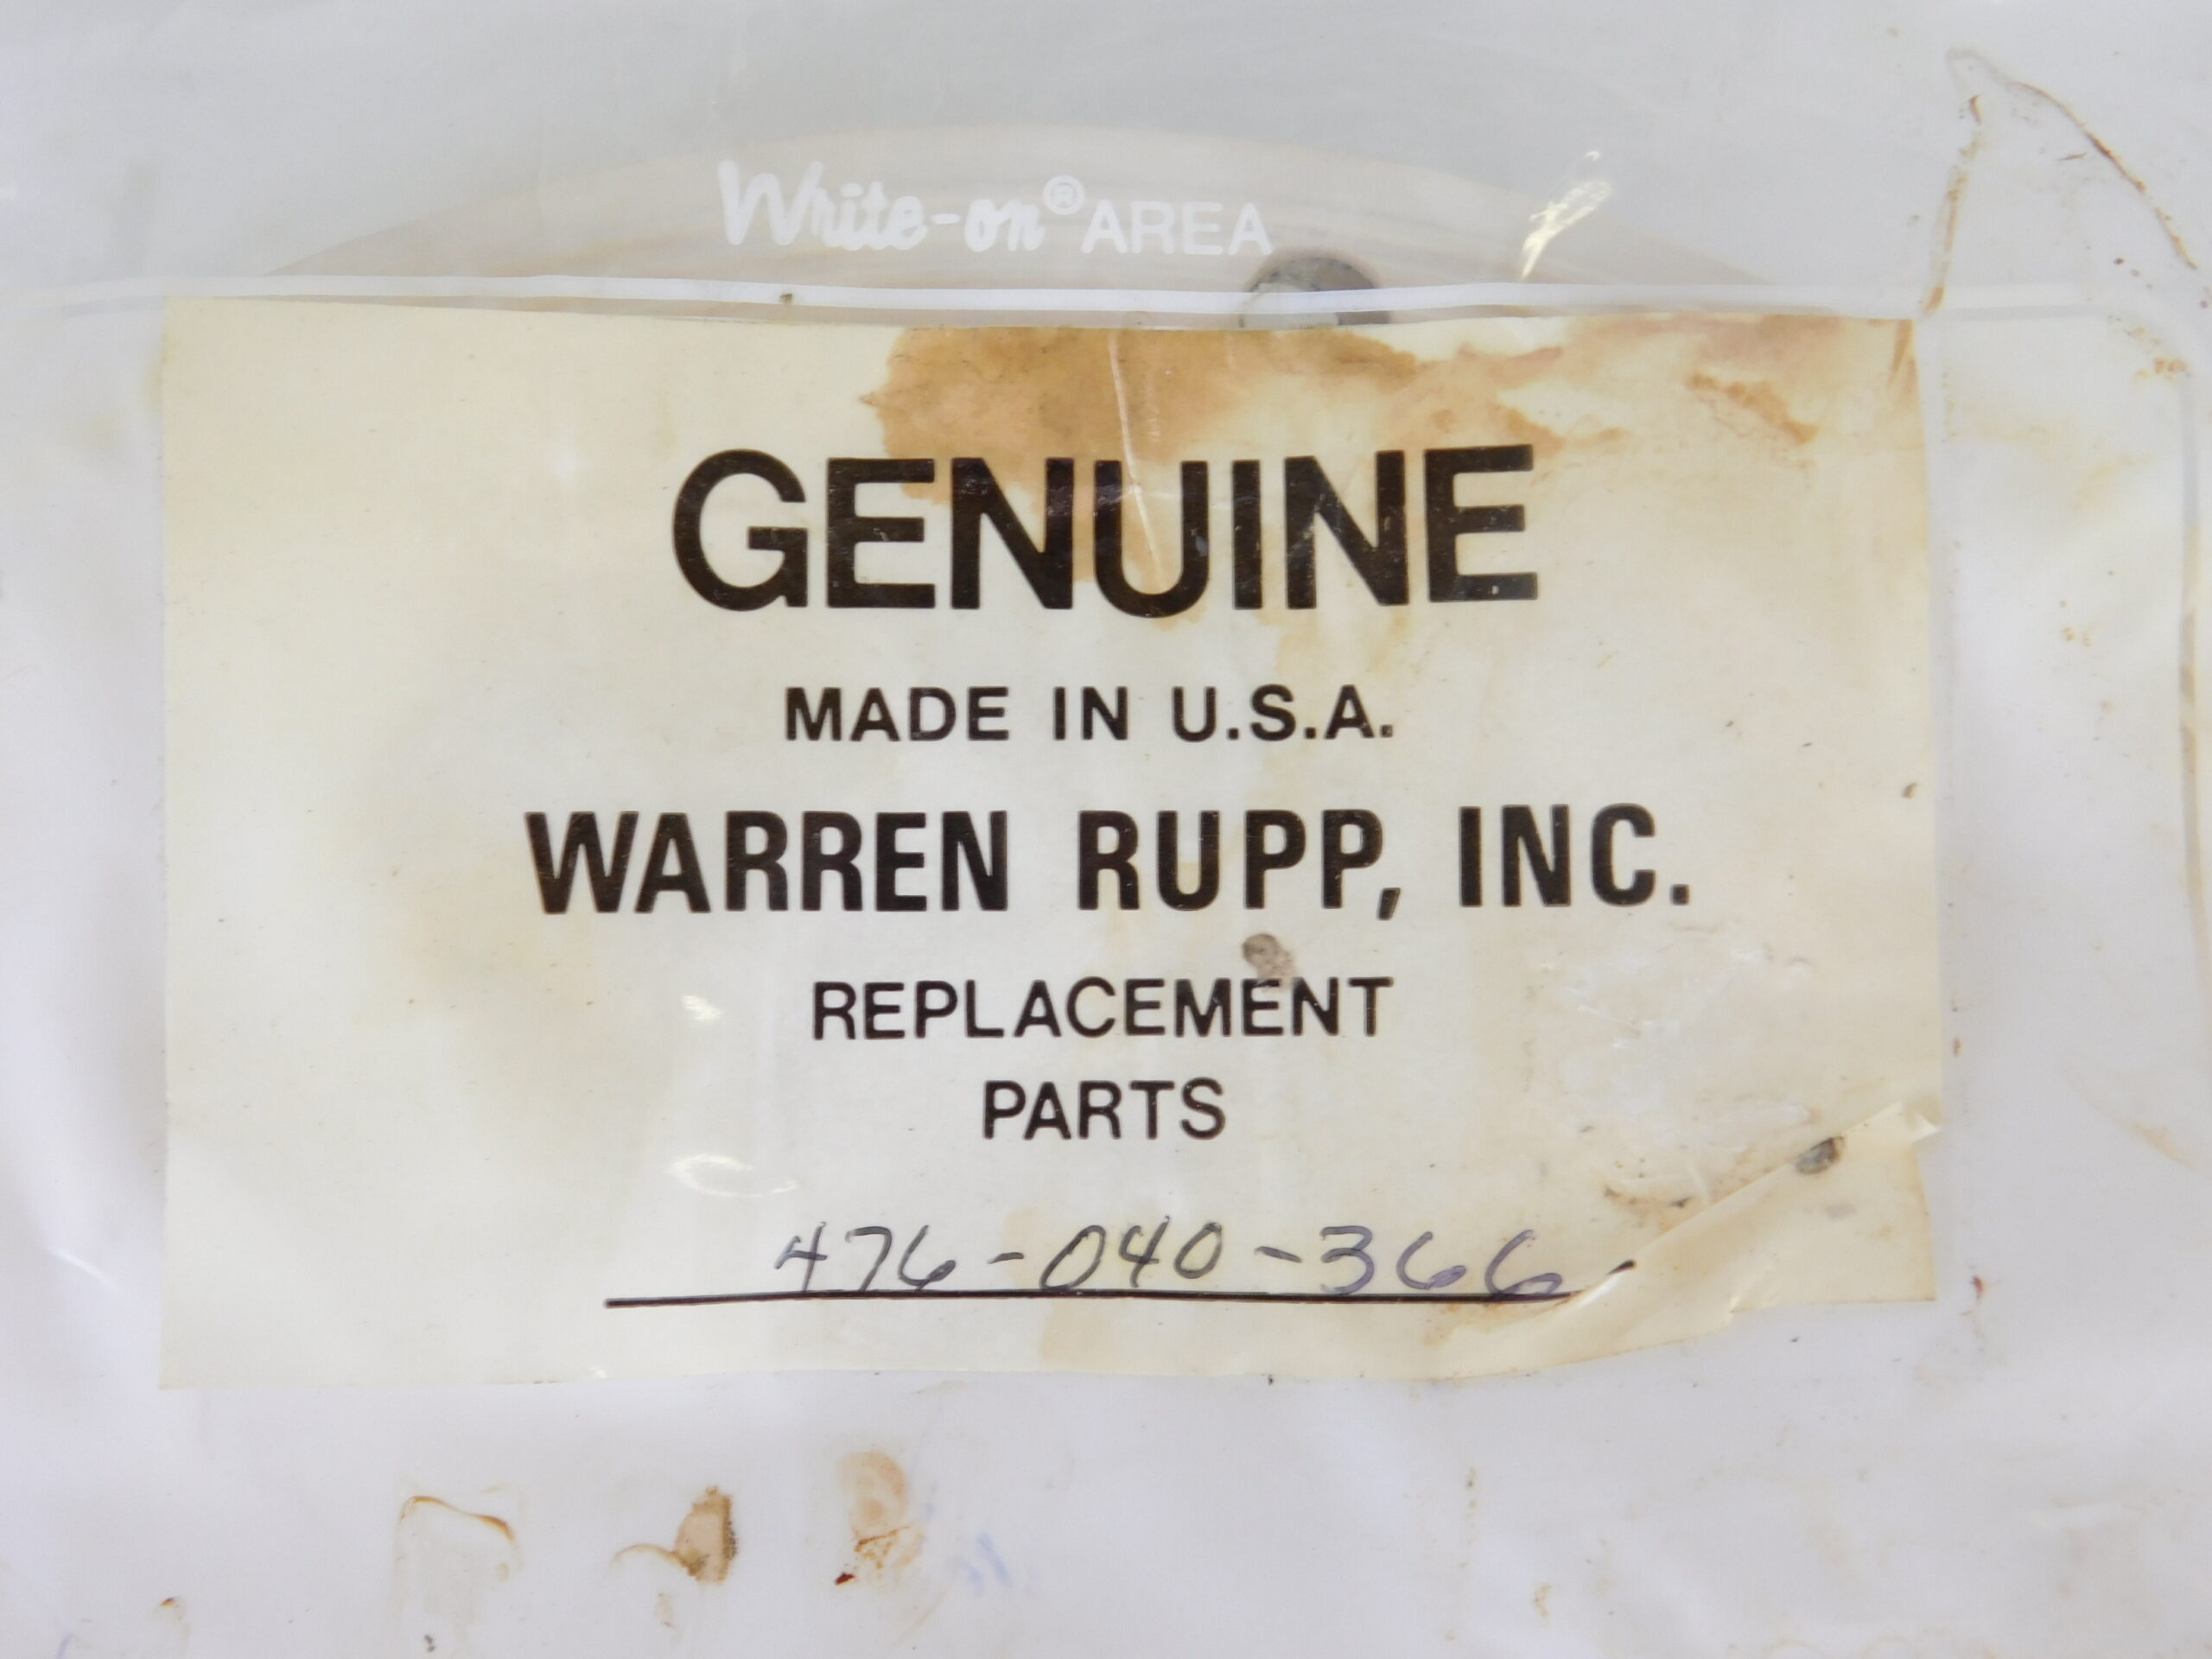 Write-on® AREA
GENUINE
MADE IN U.S.A.
WARREN RUPP, INC.
REPLACEMENT
PARTS
476-040-366